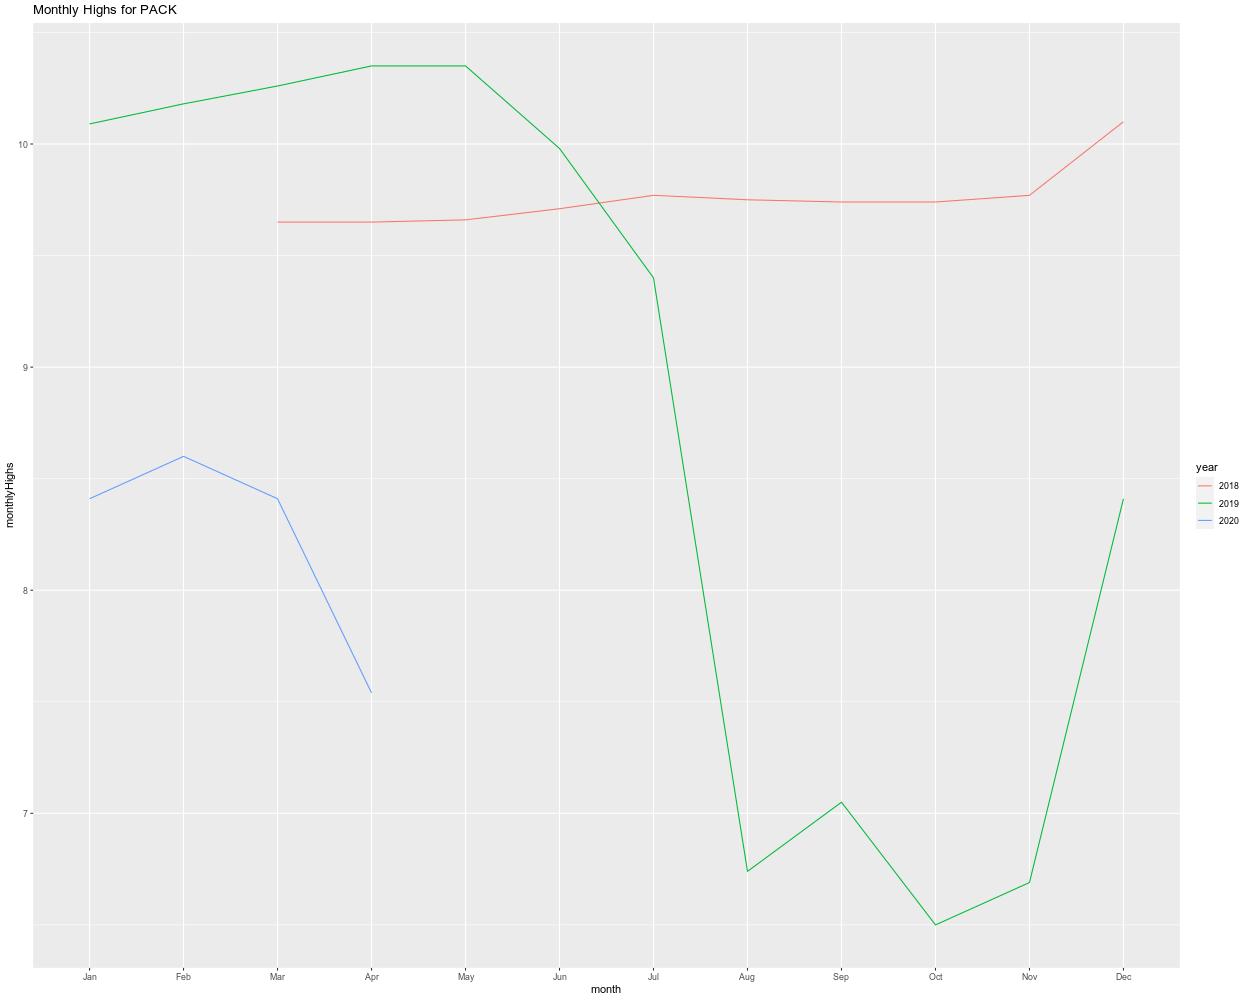 Monthly Highs for PACK
10
9
8
7
monthlyHighs
Jan Feb Mar Apr May Jun Jul Aug Sep Oct Nov Dec
month
year
2018
2019
2020